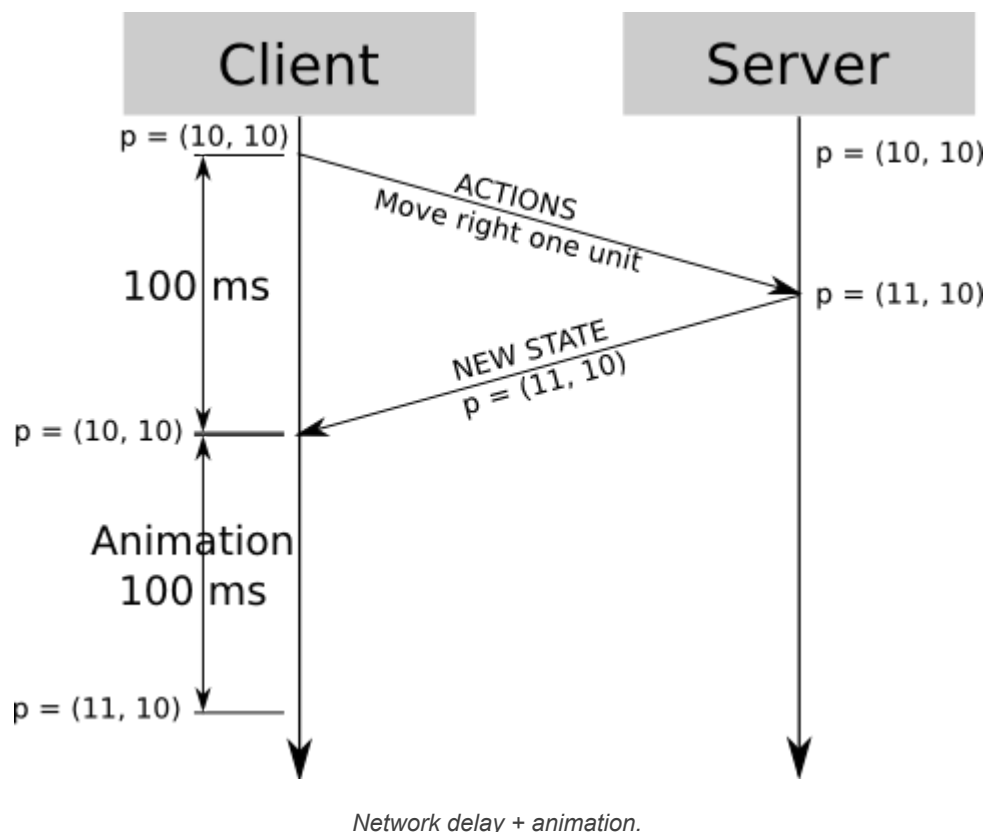 Client
Server
p = (10, 10)
p = (10, 10)
ACTIONS
Move right one unit
100 ms
p = (11, 10)
NEW STATE
p = (11, 10)
p = (10, 10)
Animation
100 ms
p = (11, 10)
Network delay + animation.